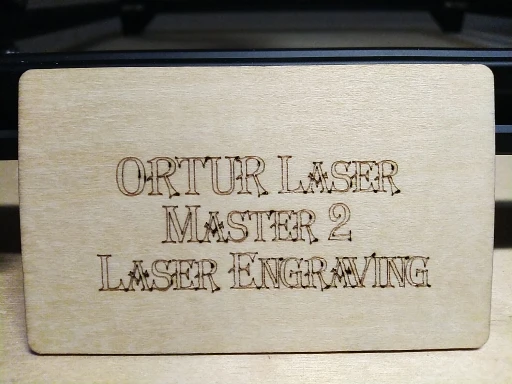 ORTUR LASER
MASTER 2
LASER ENGRAVING